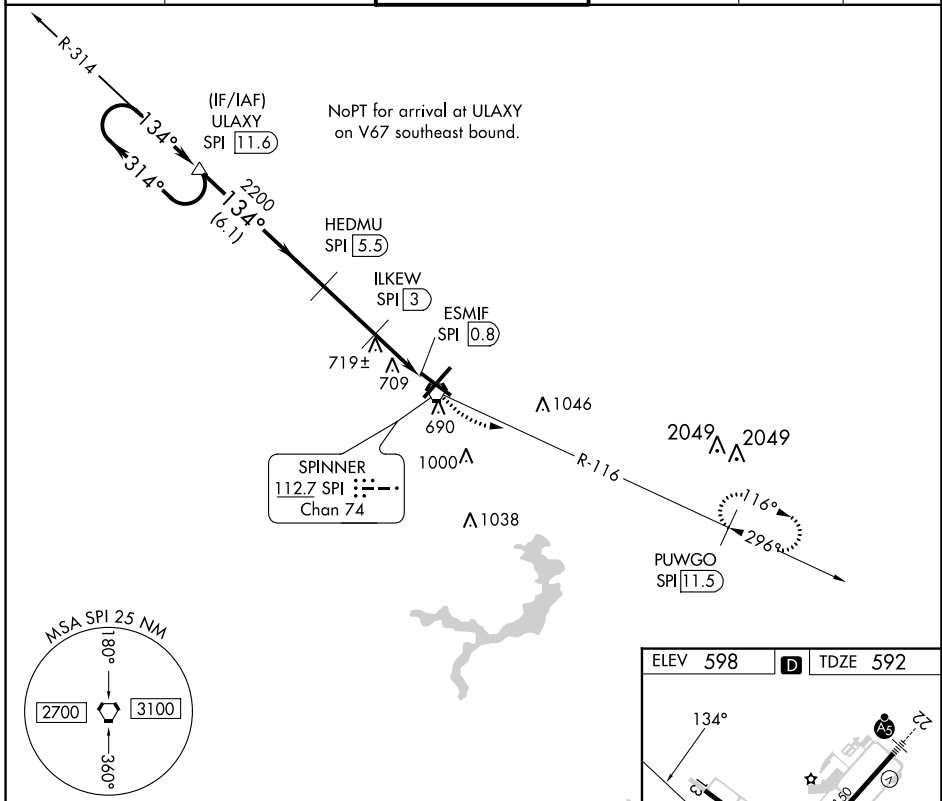 R-314
(IF/IAF)
ULAXY
SPI 11.6
NoPT for arrival at ULAXY
on V67 southeast bound.
134°
314°
2200
134°
(6.1)
HEDMU
SPI 5.5
ILKEW
SPI 3
ESMIF
SPI 0.8
719±
709
690
1046
2049
2049
1000
R-116
SPINNER
112.7 SPI
Chan 74
1038
116°
296°
PUWGO
SPI 11.5
MSA SPI 25 NM
180°
2700
3100
360°
ELEV 598
D
TDZE 592
134°
A5
22
13
V